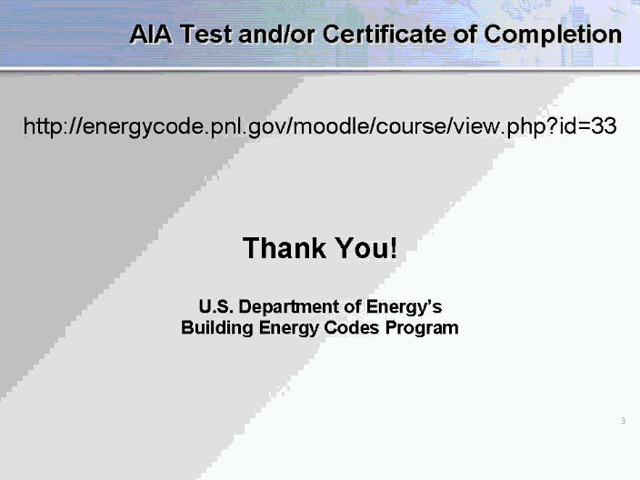 AIA Test and/or Certificate of Completion
http://energycode.pnl.gov/moodle/course/view.php?id=33
Thank You!
U.S. Department of Energy's
Building Energy Codes Program
3